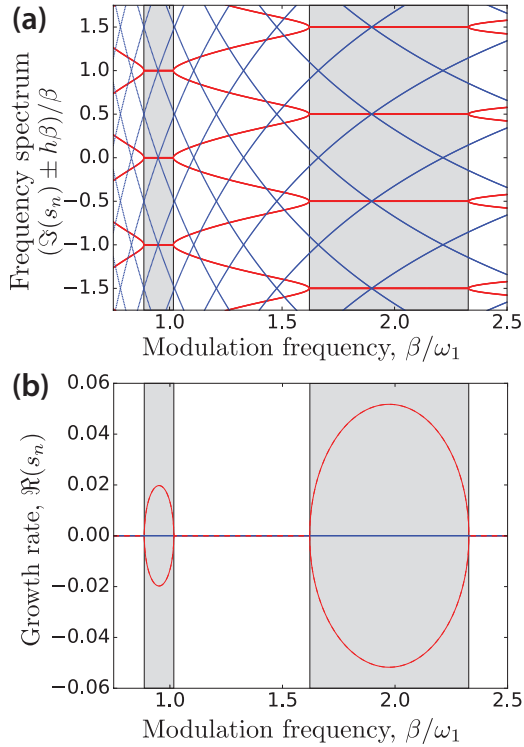 (a)
Frequency spectrum
(ℑ(sₙ) ± hβ)/β
1.5
1.0
0.5
0.0
−0.5
−1.0
−1.5
1.0 1.5 2.0 2.5
Modulation frequency, β/ω₁
(b)
Growth rate, ℜ(sₙ)
0.06
0.04
0.02
0.00
−0.02
−0.04
−0.06
1.0 1.5 2.0 2.5
Modulation frequency, β/ω₁